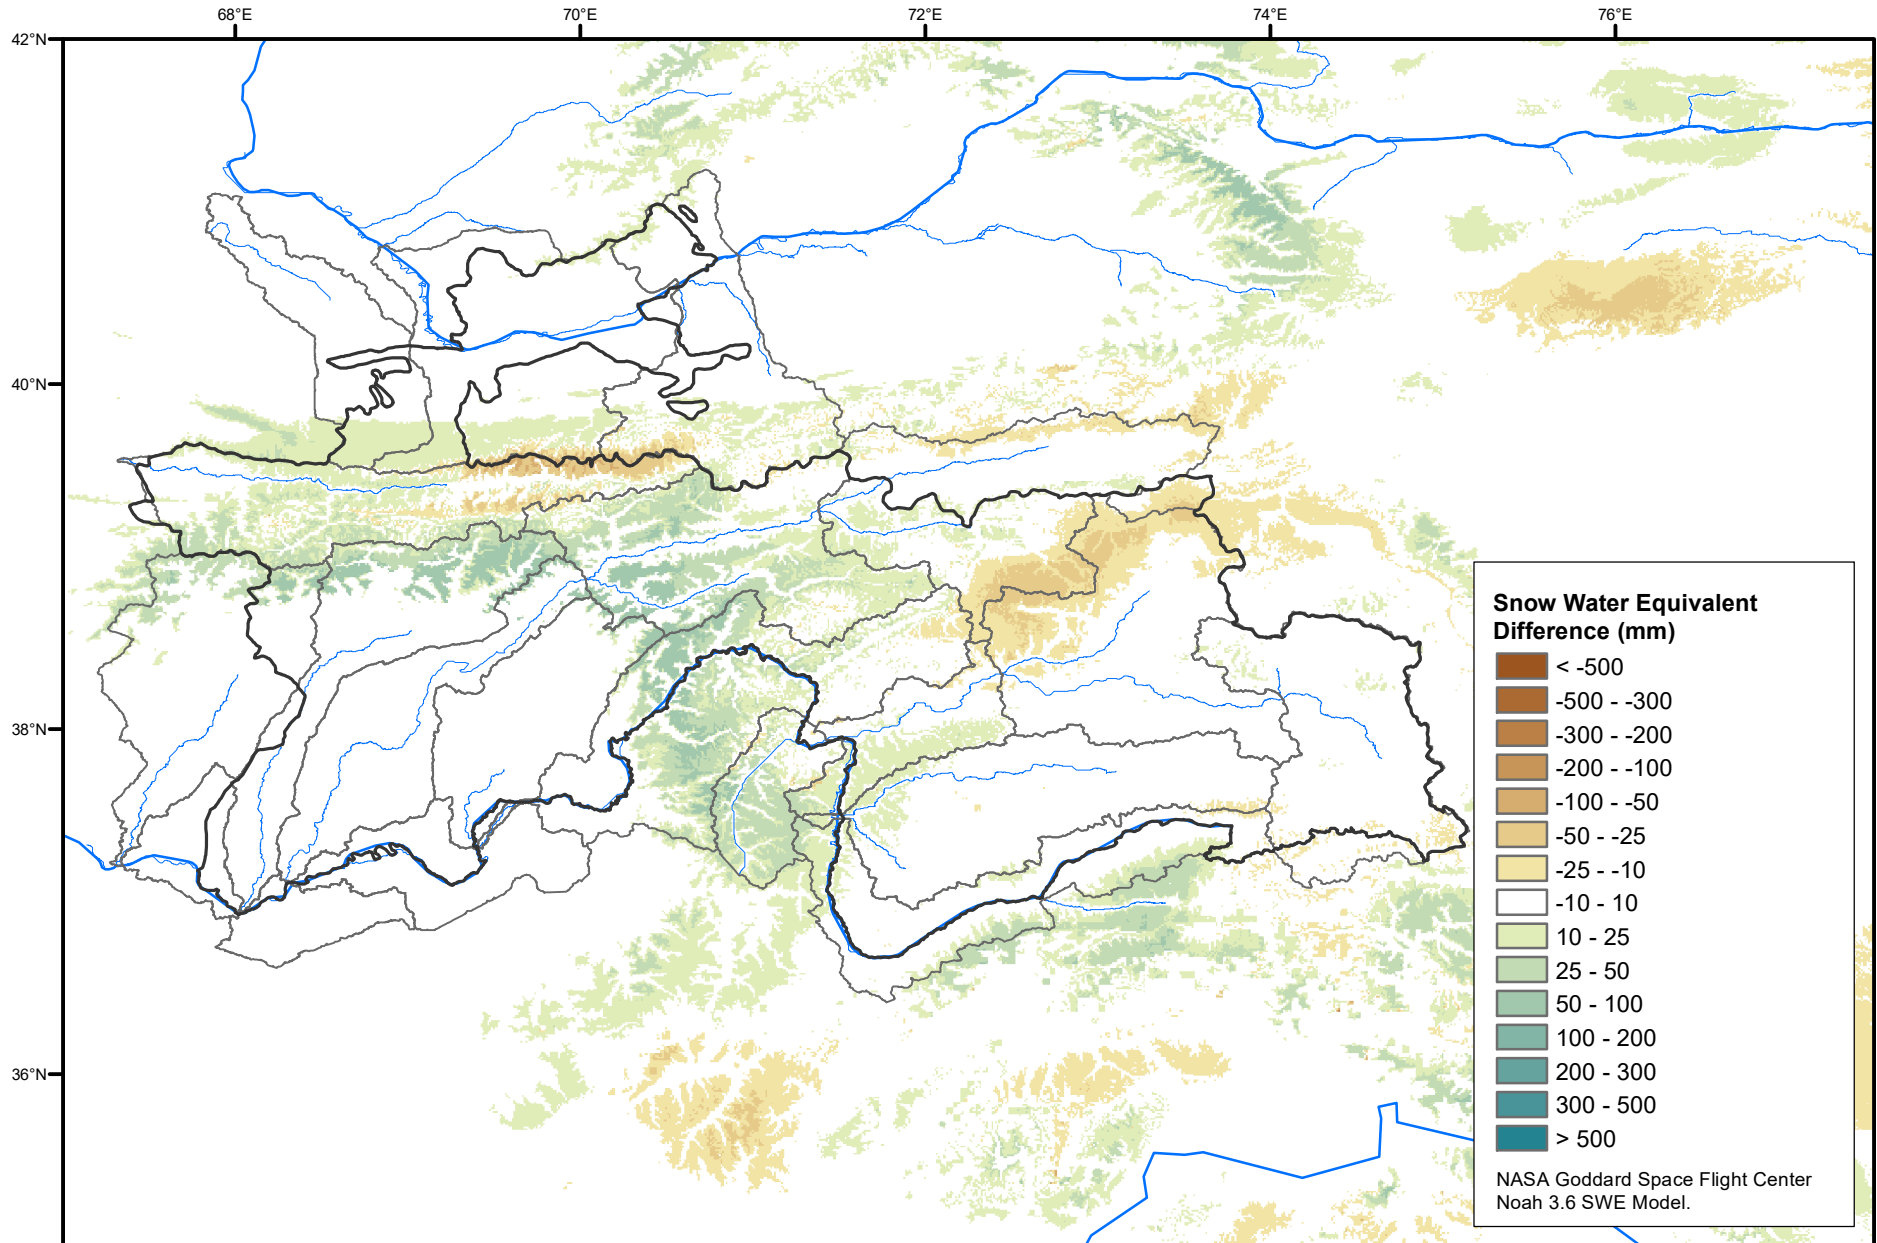 68°E
70°E
72°E
74°E
76°E
42°N
40°N
38°N
36°N
Snow Water Equivalent
Difference (mm)
< -500
-500 - -300
-300 - -200
-200 - -100
-100 - -50
-50 - -25
-25 - -10
-10 - 10
10 - 25
25 - 50
50 - 100
100 - 200
200 - 300
300 - 500
> 500
NASA Goddard Space Flight Center
Noah 3.6 SWE Model.